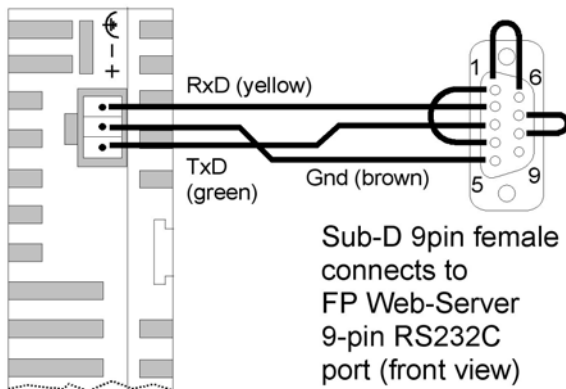 +
RxD (yellow)
TxD
(green)
Gnd (brown)
1
6
5
9
Sub-D 9pin female
connects to
FP Web-Server
9-pin RS232C
port (front view)